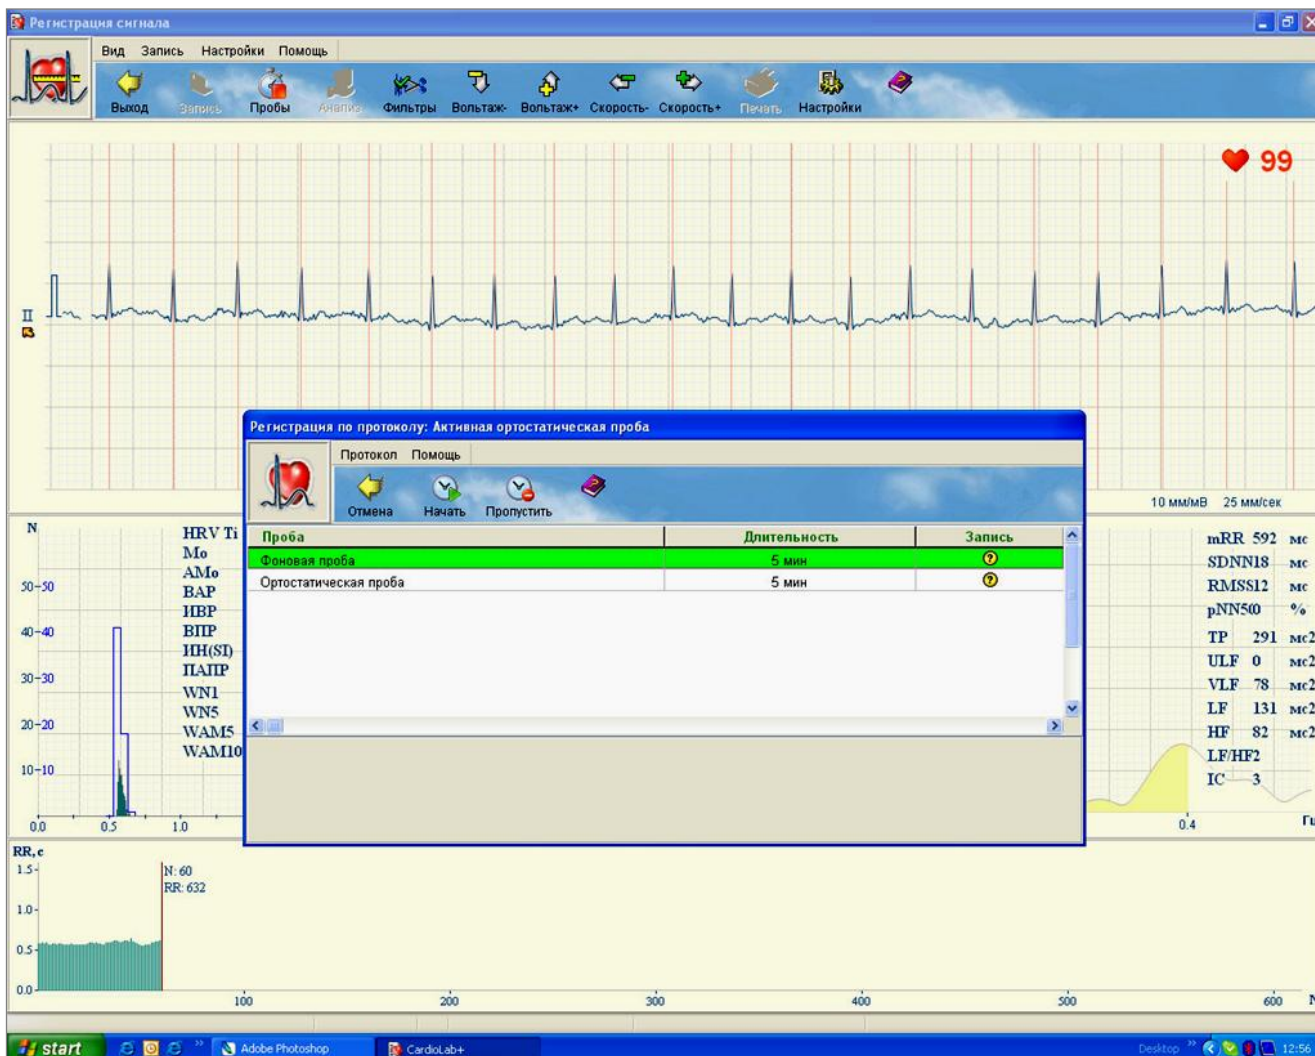 Регистрация сигнала
Вид Запись Настройки Помощь
Выход Запись Пробы Анализ Фильтры Вольтаж- Вольтаж+ Скорость- Скорость+ Печать Настройки
99
II
10 мм/мВ 25 мм/сек
Регистрация по протоколу: Активная ортостатическая проба
Протокол Помощь
Отмена Начать Пропустить
Проба Длительность Запись
Фоновая проба 5 мин ?
Ортостатическая проба 5 мин ?
N
50-50
40-40
30-30
20-20
10-10
0.0 0.5 1.0
HRV Ti
Mo
AMo
ВАР
ИВР
ВПР
ИН(SI)
ПАПР
WN1
WN5
WAM5
WAM10
mRR 592 мс
SDNN18 мс
RMSS12 мс
pNN50 %
TP 291 мс2
ULF 0 мс2
VLF 78 мс2
LF 131 мс2
HF 82 мс2
LF/HF2
IC 3
0.4 Гц
RR,c
1.5
1.0
0.5
0.0
N: 60
RR: 632
100 200 300 400 500 600 N
start Adobe Photoshop CardioLab+ Desktop 12:56